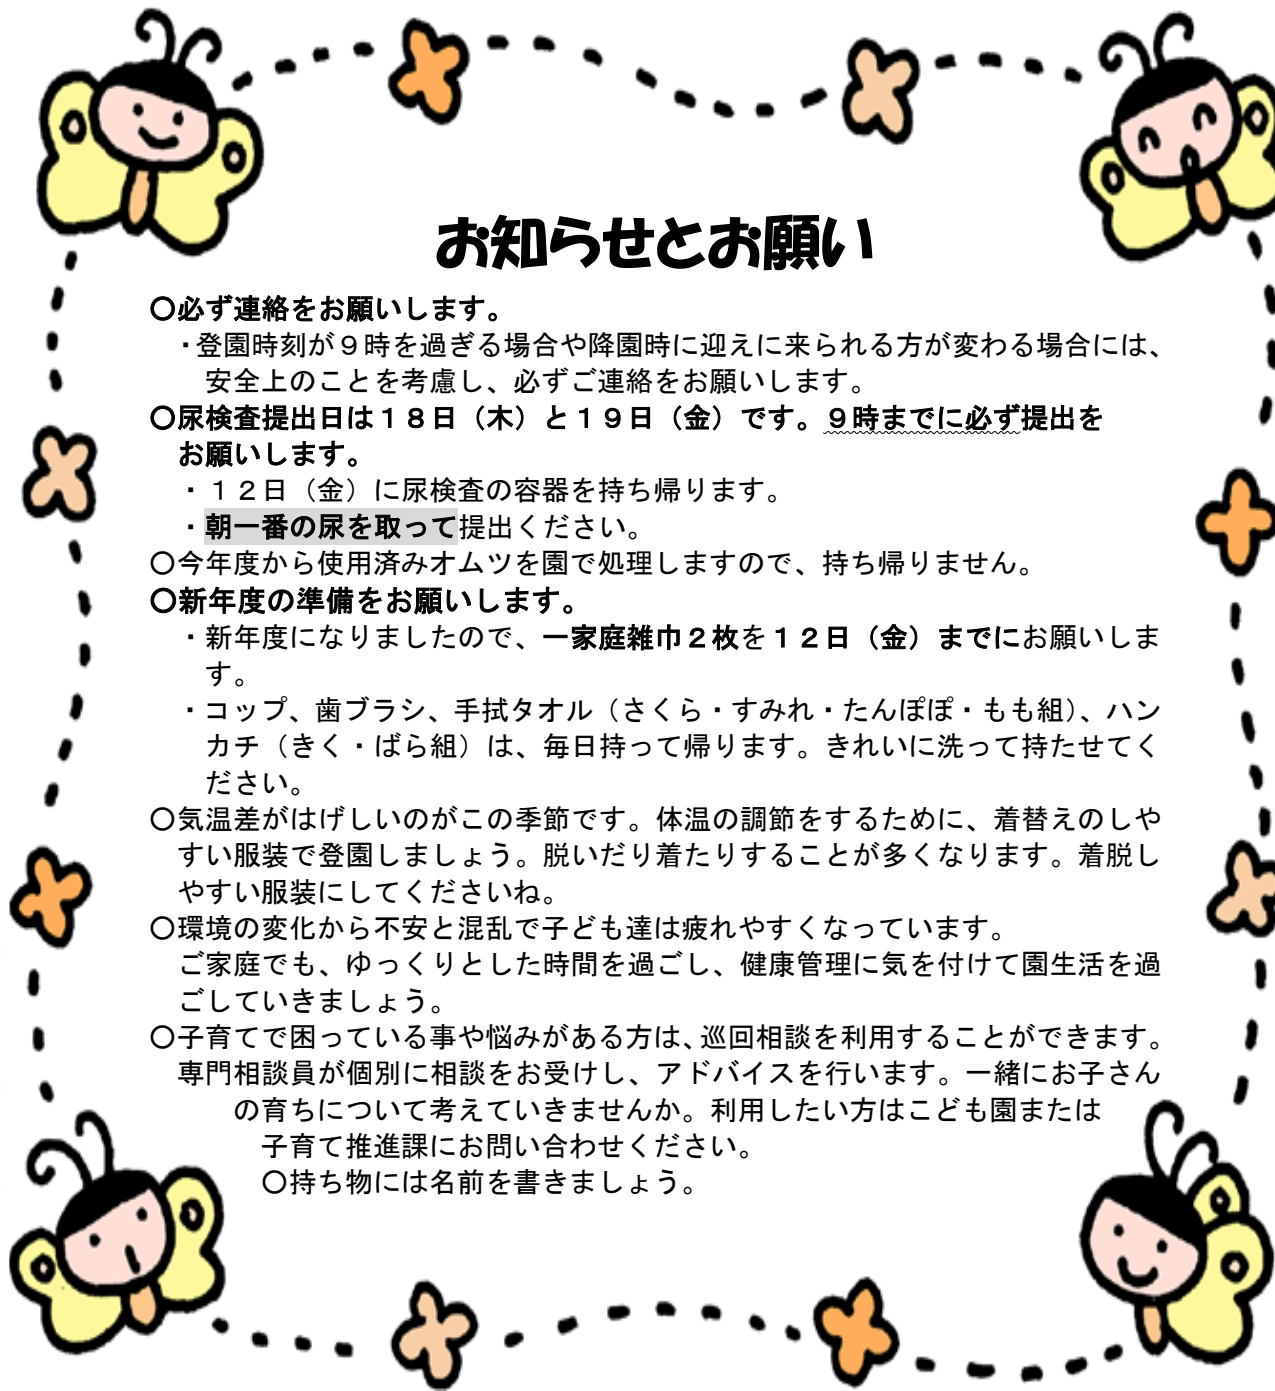 お知らせとお願い
〇必ず連絡をお願いします。
・登園時刻が９時を過ぎる場合や降園時に迎えに来られる方が変わる場合には、
安全上のことを考慮し、必ずご連絡をお願いします。
〇尿検査提出日は１８日（木）と１９日（金）です。９時までに必ず提出を
お願いします。
・１２日（金）に尿検査の容器を持ち帰ります。
・朝一番の尿を取って提出ください。
〇今年度から使用済みオムツを園で処理しますので、持ち帰りません。
〇新年度の準備をお願いします。
・新年度になりましたので、一家庭雑巾２枚を１２日（金）までにお願いしま
す。
・コップ、歯ブラシ、手拭タオル（さくら・すみれ・たんぽぽ・もも組）、ハン
カチ（きく・ばら組）は、毎日持って帰ります。きれいに洗って持たせてく
ださい。
〇気温差がはげしいのがこの季節です。体温の調節をするために、着替えのしや
すい服装で登園しましょう。脱いだり着たりすることが多くなります。着脱し
やすい服装にしてくださいね。
〇環境の変化から不安と混乱で子ども達は疲れやすくなっています。
ご家庭でも、ゆっくりとした時間を過ごし、健康管理に気を付けて園生活を過
ごしていきましょう。
〇子育てで困っている事や悩みがある方は、巡回相談を利用することができます。
専門相談員が個別に相談をお受けし、アドバイスを行います。一緒にお子さん
の育ちについて考えていきませんか。利用したい方はこども園または
子育て推進課にお問い合わせください。
〇持ち物には名前を書きましょう。